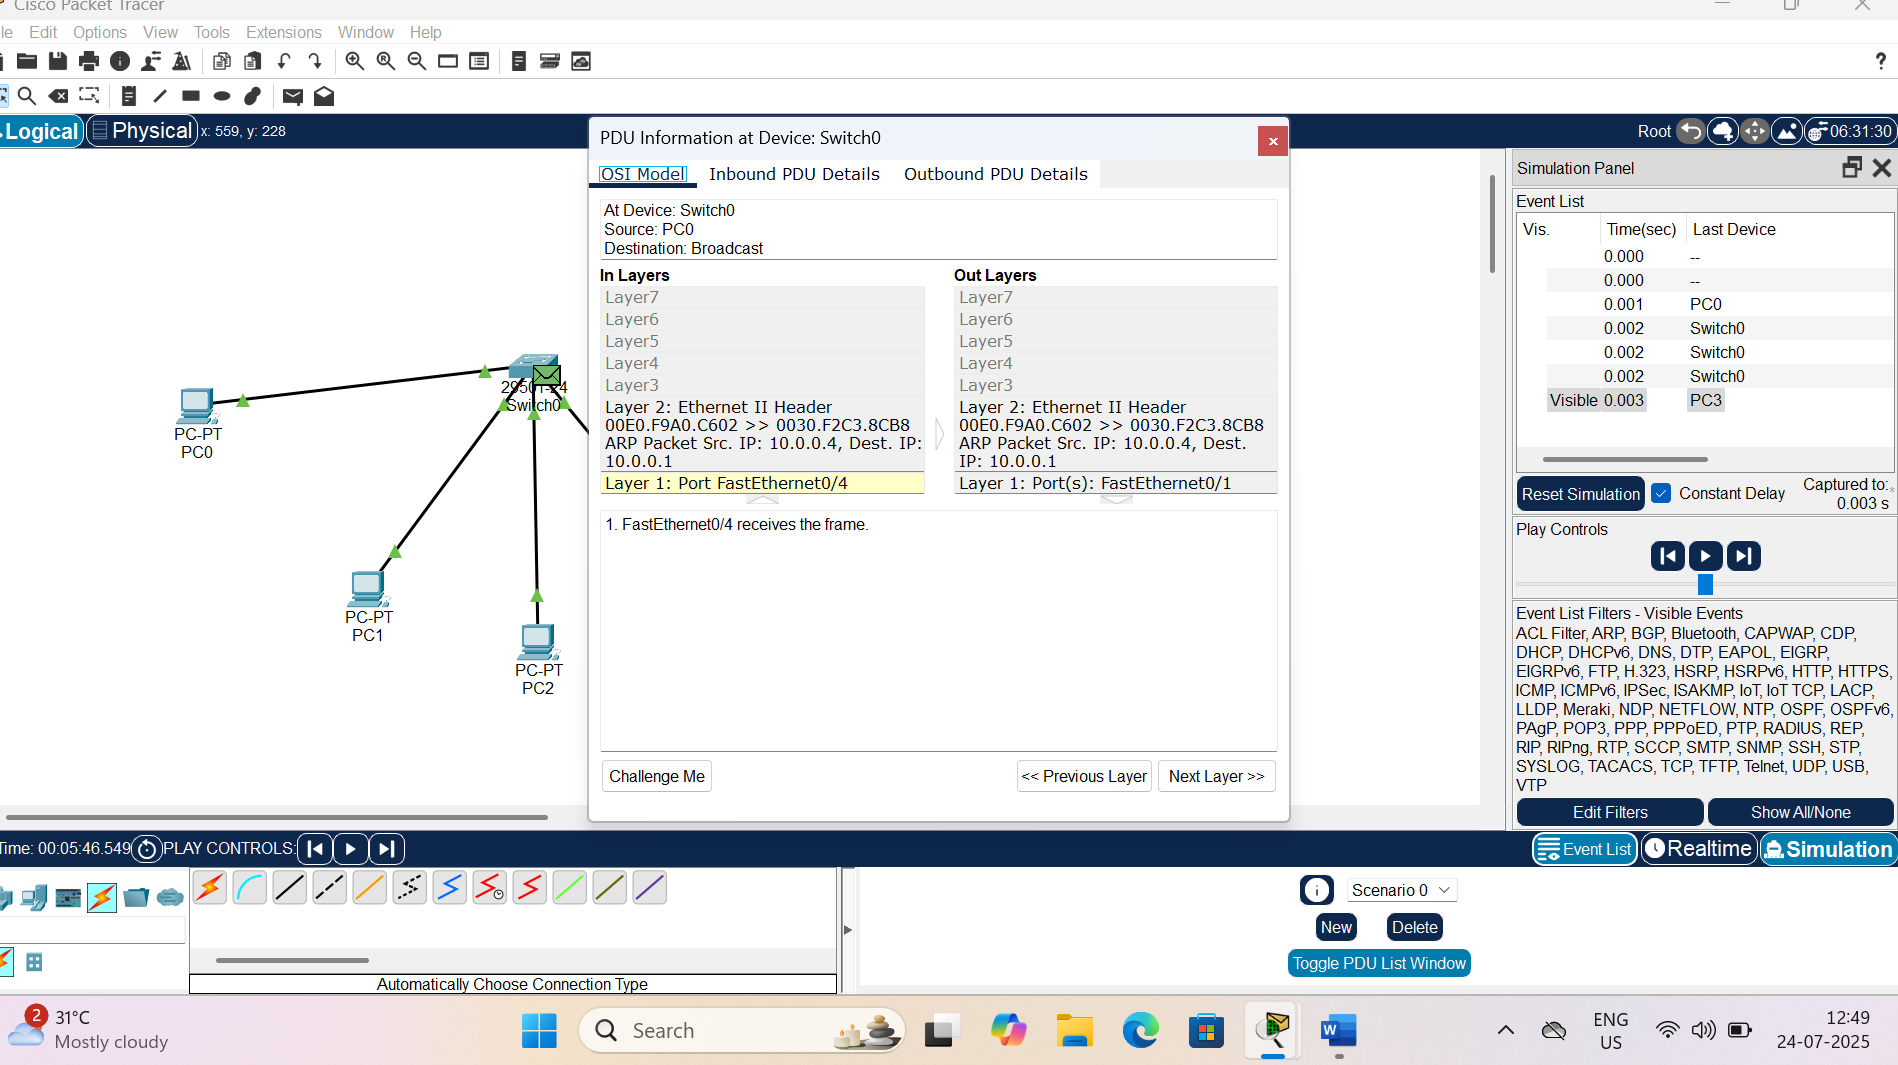 Cisco Packet Tracer
le Edit Options View Tools Extensions Window Help
?
Logical Physical x: 559, y: 228
Root 06:31:30
PC-PT
PC0
2950T-24
Switch0
PC-PT
PC1
PC-PT
PC2
PDU Information at Device: Switch0
OSI Model Inbound PDU Details Outbound PDU Details
At Device: Switch0
Source: PC0
Destination: Broadcast
In Layers Out Layers
Layer7 Layer7
Layer6 Layer6
Layer5 Layer5
Layer4 Layer4
Layer3 Layer3
Layer 2: Ethernet II Header
00E0.F9A0.C602 >> 0030.F2C3.8CB8
ARP Packet Src. IP: 10.0.0.4, Dest. IP:
10.0.0.1
Layer 2: Ethernet II Header
00E0.F9A0.C602 >> 0030.F2C3.8CB8
ARP Packet Src. IP: 10.0.0.4, Dest.
IP: 10.0.0.1
Layer 1: Port FastEthernet0/4 Layer 1: Port(s): FastEthernet0/1
1. FastEthernet0/4 receives the frame.
Challenge Me << Previous Layer Next Layer >>
Simulation Panel
Event List
Vis. Time(sec) Last Device
0.000 --
0.000 --
0.001 PC0
0.002 Switch0
0.002 Switch0
0.002 Switch0
Visible 0.003 PC3
Reset Simulation Constant Delay Captured to:*
0.003 s
Play Controls
Event List Filters - Visible Events
ACL Filter, ARP, BGP, Bluetooth, CAPWAP, CDP,
DHCP, DHCPv6, DNS, DTP, EAPOL, EIGRP,
EIGRPv6, FTP, H.323, HSRP, HSRPv6, HTTP, HTTPS,
ICMP, ICMPv6, IPSec, ISAKMP, IoT, IoT TCP, LACP,
LLDP, Meraki, NDP, NETFLOW, NTP, OSPF, OSPFv6,
PAgP, POP3, PPP, PPPoED, PTP, RADIUS, REP,
RIP, RIPng, RTP, SCCP, SMTP, SNMP, SSH, STP,
SYSLOG, TACACS, TCP, TFTP, Telnet, UDP, USB,
VTP
Edit Filters Show All/None
Time: 00:05:46.549 PLAY CONTROLS:
Event List Realtime Simulation
Scenario 0
New Delete
Toggle PDU List Window
Automatically Choose Connection Type
2
31°C
Mostly cloudy
Search
W
ENG
US
12:49
24-07-2025